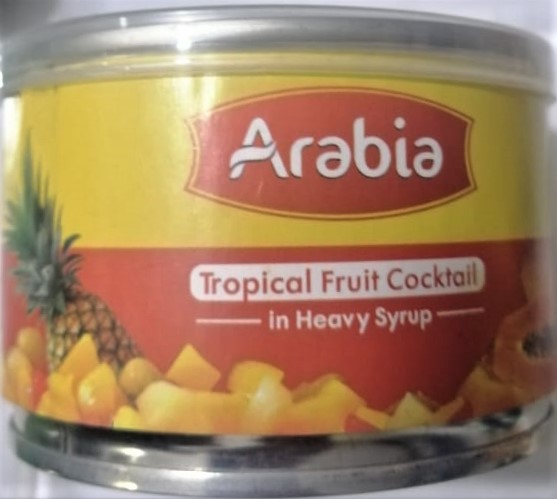 Arabia
Tropical Fruit Cocktail
in Heavy Syrup